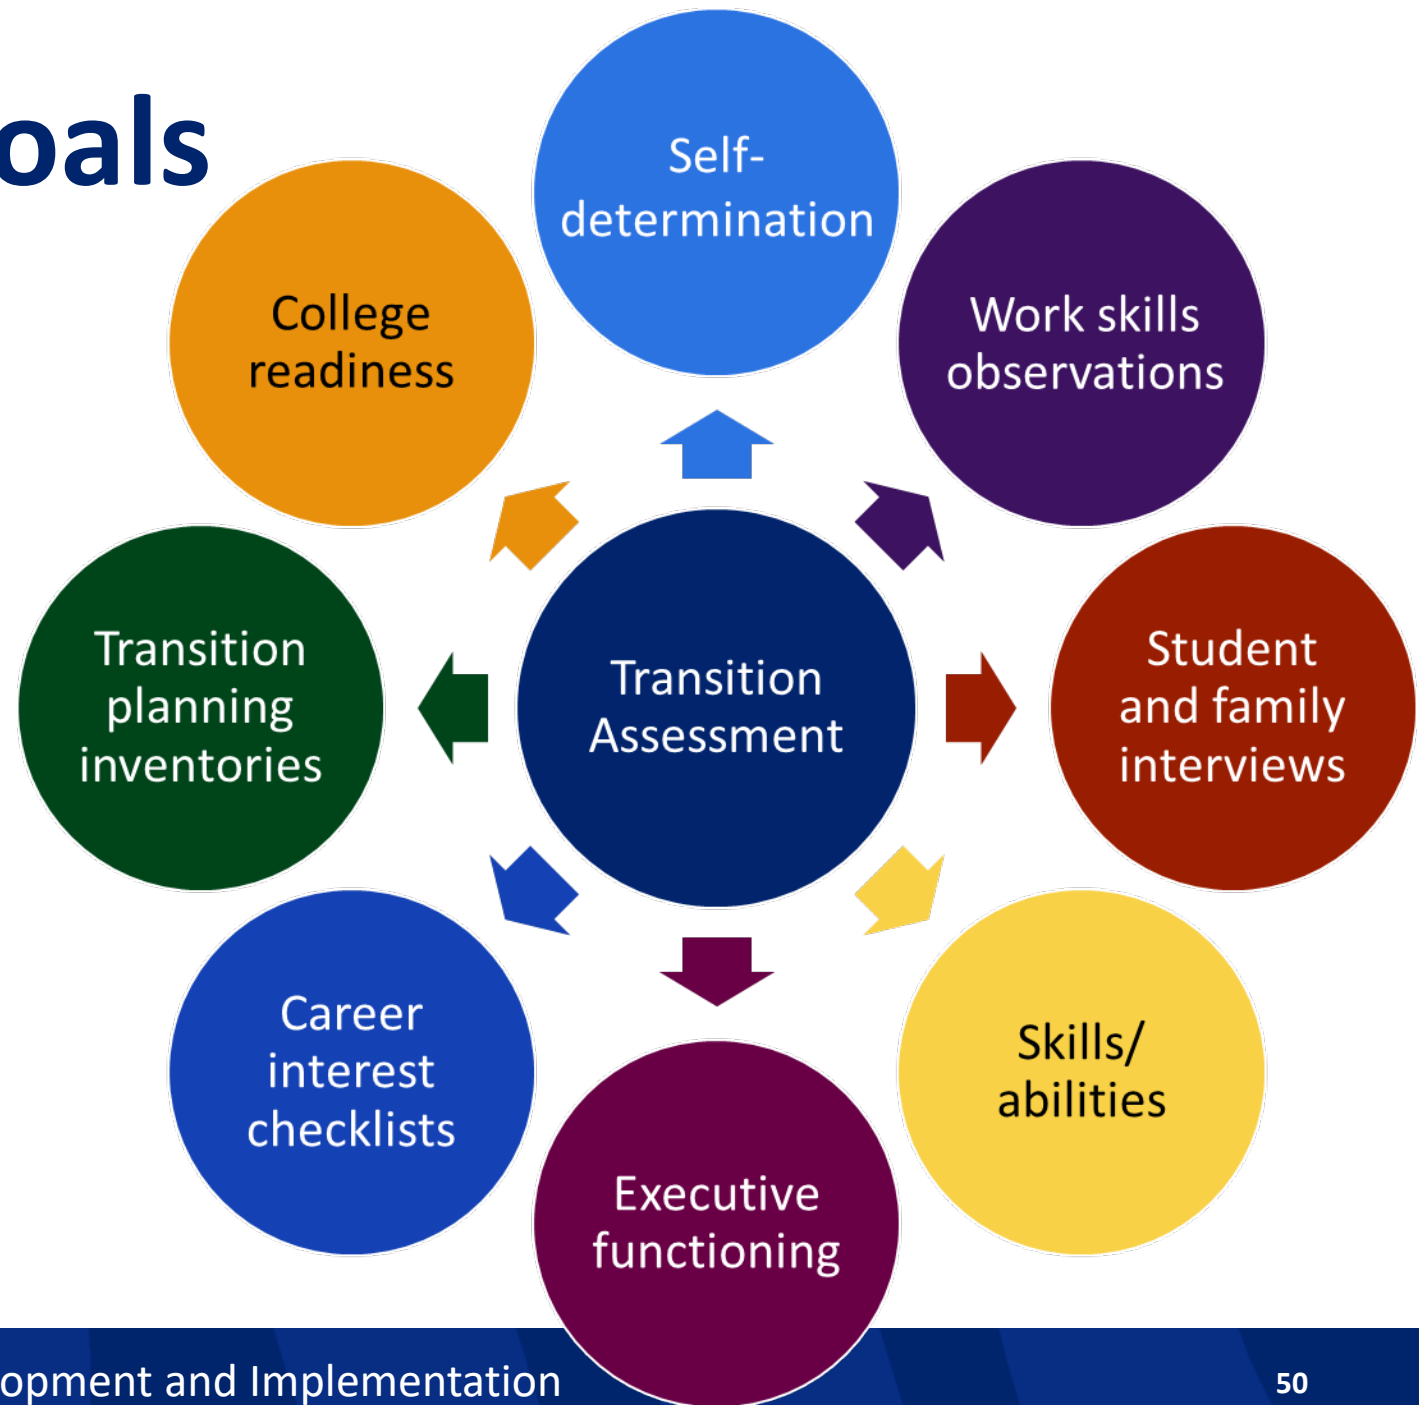 oals
Self-
determination
College
readiness
Work skills
observations
Transition
planning
inventories
Transition
Assessment
Student
and family
interviews
Career
interest
checklists
Skills/
abilities
Executive
functioning
opment and Implementation
50